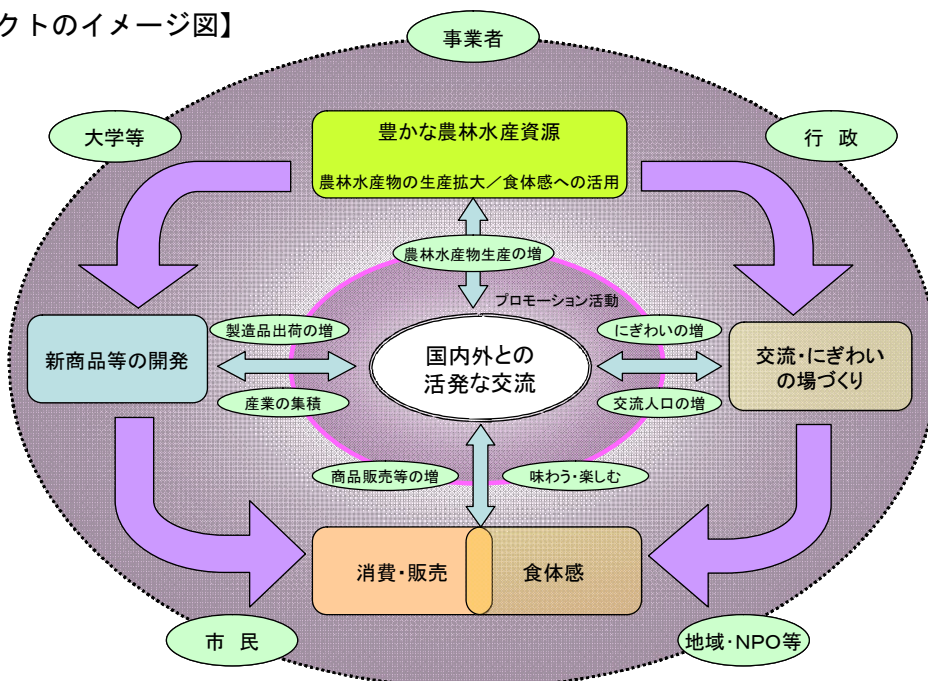 クトのイメージ図】
事業者
大学等
行 政
豊かな農林水産資源
農林水産物の生産拡大／食体感への活用
農林水産物生産の増
プロモーション活動
製造品出荷の増
にぎわいの増
新商品等の開発
国内外との
活発な交流
交流・にぎわい
の場づくり
産業の集積
交流人口の増
商品販売等の増
味わう・楽しむ
消費・販売
食体感
市 民
地域・NPO等